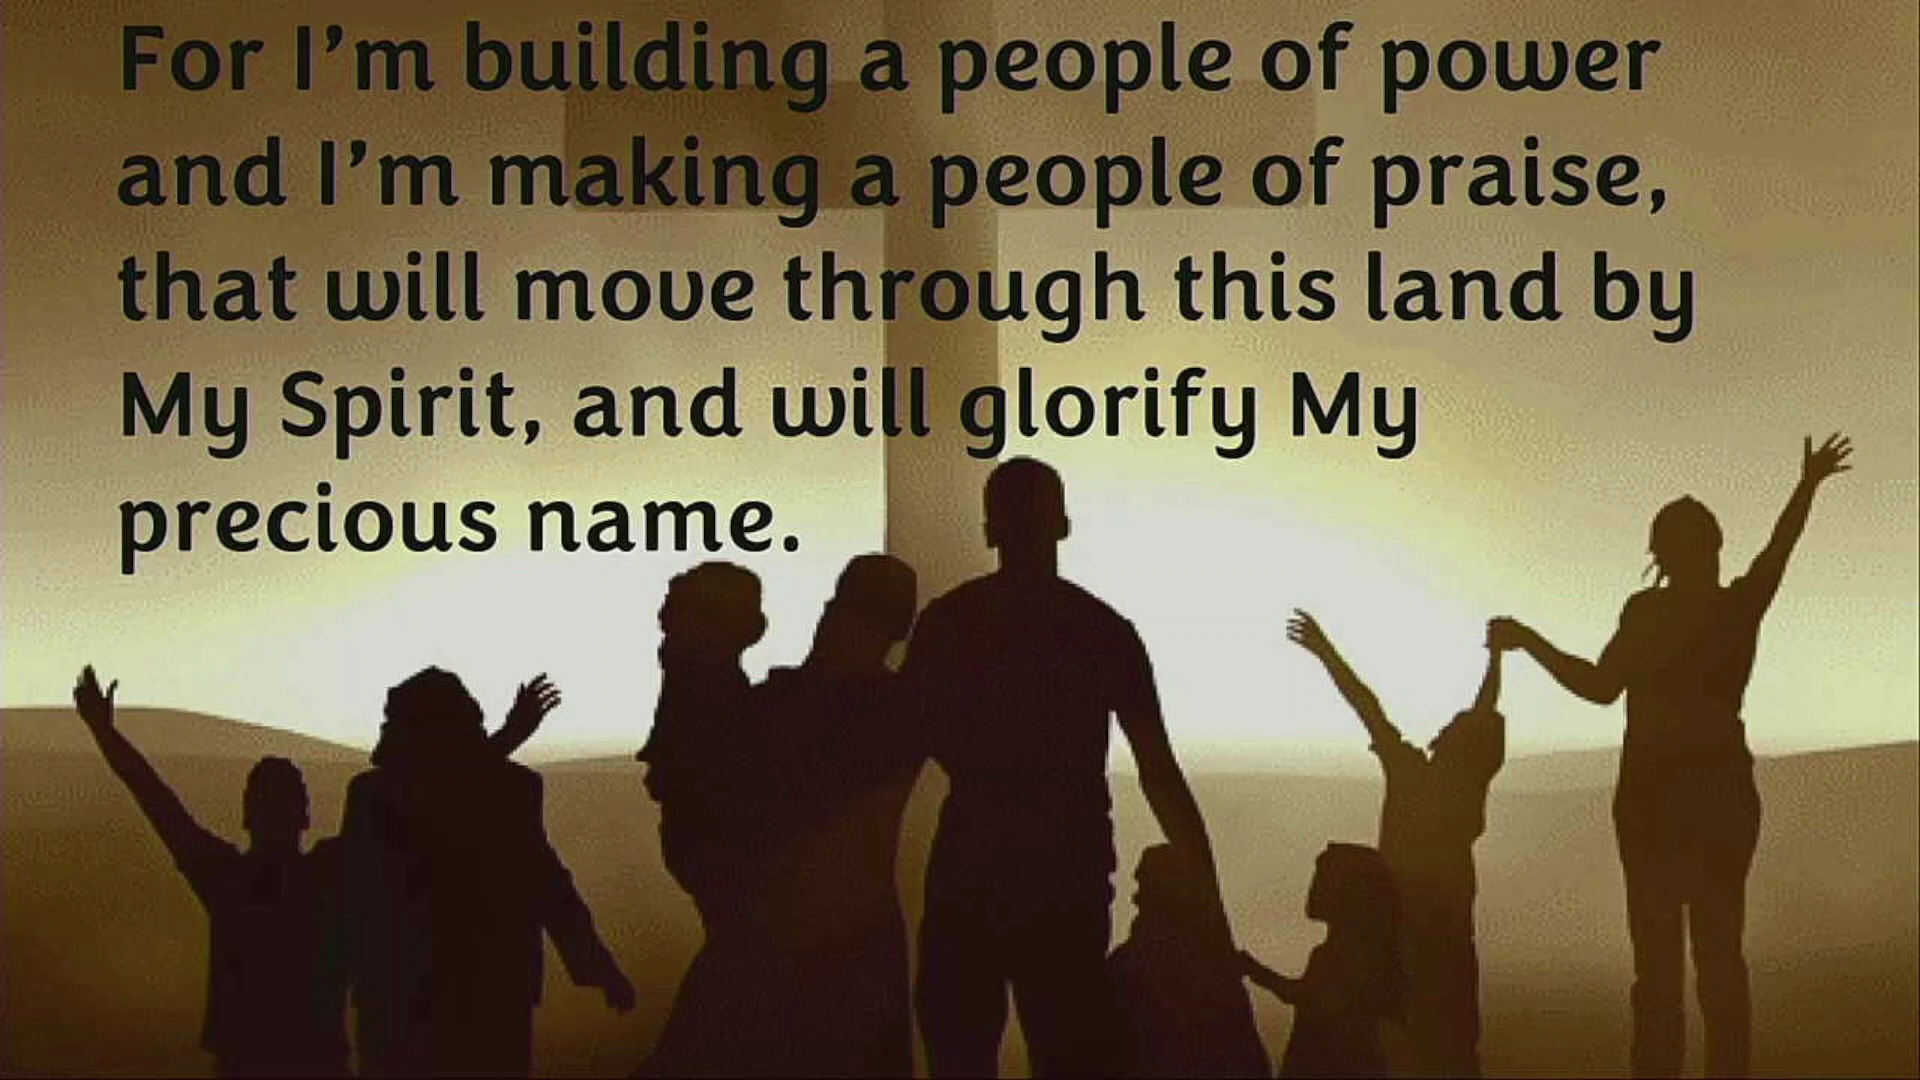 For I’m building a people of power
and I’m making a people of praise,
that will move through this land by
My Spirit, and will glorify My
precious name.